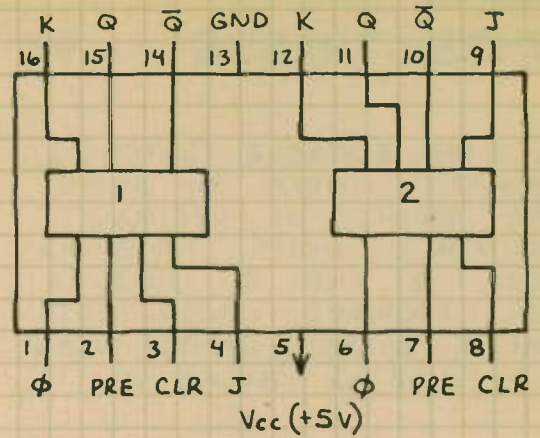 K Q Q̅ GND K Q Q̅ J
16 15 14 13 12 11 10 9
1 2
1 2 3 4 5 6 7 8
Φ PRE CLR J Φ PRE CLR
Vcc (+5V)